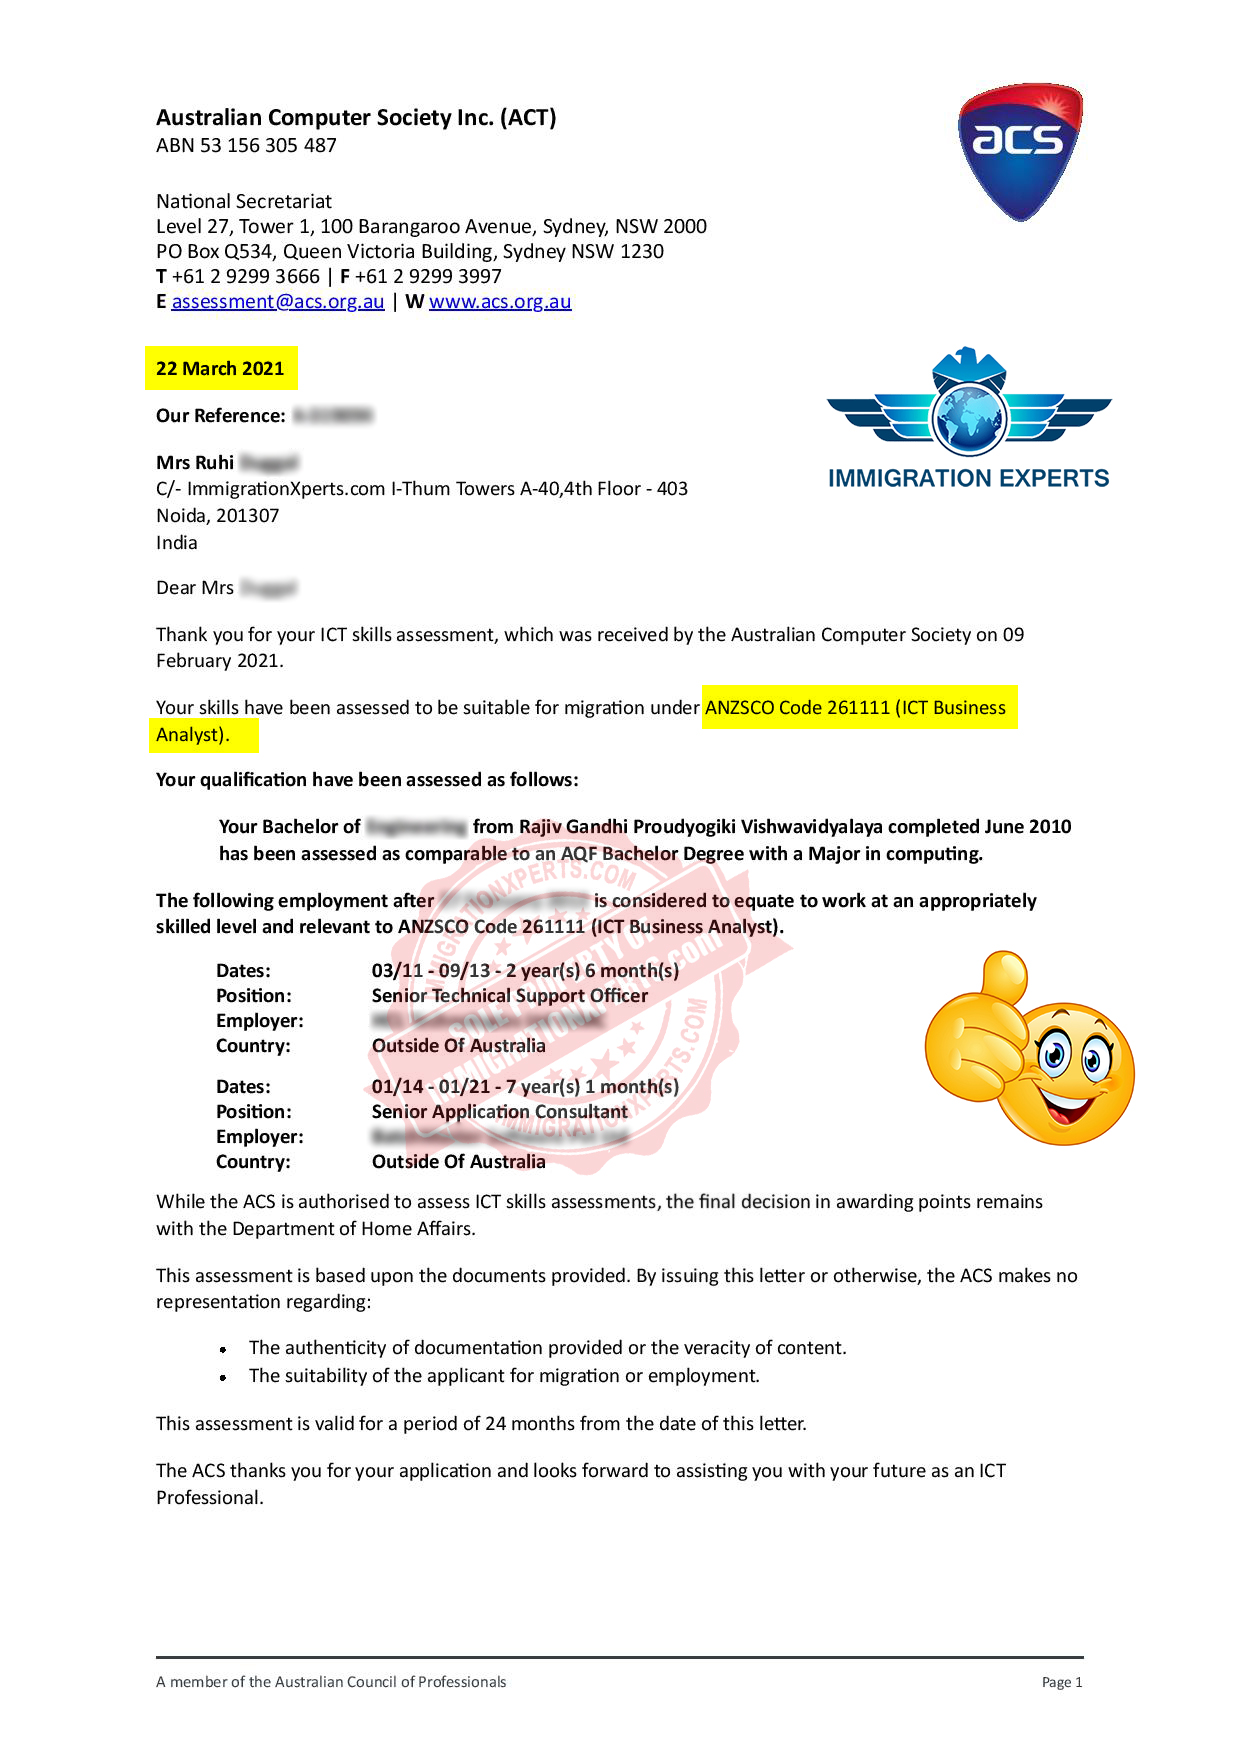 Australian Computer Society Inc. (ACT)
ABN 53 156 305 487
acs
National Secretariat
Level 27, Tower 1, 100 Barangaroo Avenue, Sydney, NSW 2000
PO Box Q534, Queen Victoria Building, Sydney NSW 1230
T +61 2 9299 3666 | F +61 2 9299 3997
E assessment@acs.org.au | W www.acs.org.au
22 March 2021
Our Reference:
IMMIGRATION EXPERTS
Mrs Ruhi
C/- ImmigrationXperts.com I-Thum Towers A-40,4th Floor - 403
Noida, 201307
India
Dear Mrs
Thank you for your ICT skills assessment, which was received by the Australian Computer Society on 09
February 2021.
Your skills have been assessed to be suitable for migration under ANZSCO Code 261111 (ICT Business
Analyst).
Your qualification have been assessed as follows:
Your Bachelor of from Rajiv Gandhi Proudyogiki Vishwavidyalaya completed June 2010
has been assessed as comparable to an AQF Bachelor Degree with a Major in computing.
The following employment after is considered to equate to work at an appropriately
skilled level and relevant to ANZSCO Code 261111 (ICT Business Analyst).
Dates: 03/11 - 09/13 - 2 year(s) 6 month(s)
Position: Senior Technical Support Officer
Employer:
Country: Outside Of Australia
Dates: 01/14 - 01/21 - 7 year(s) 1 month(s)
Position: Senior Application Consultant
Employer:
Country: Outside Of Australia
IMMIGRATIONXPERTS.COM
SOLE PROPERTY OF
IMMIGRATIONXPERTS.com
IMMIGRATIONXPERTS.COM
While the ACS is authorised to assess ICT skills assessments, the final decision in awarding points remains
with the Department of Home Affairs.
This assessment is based upon the documents provided. By issuing this letter or otherwise, the ACS makes no
representation regarding:
• The authenticity of documentation provided or the veracity of content.
• The suitability of the applicant for migration or employment.
This assessment is valid for a period of 24 months from the date of this letter.
The ACS thanks you for your application and looks forward to assisting you with your future as an ICT
Professional.
A member of the Australian Council of Professionals Page 1